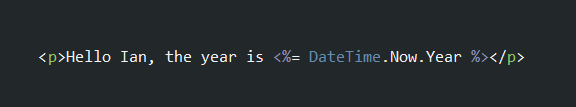 <p>Hello Ian, the year is <%= DateTime.Now.Year %></p>